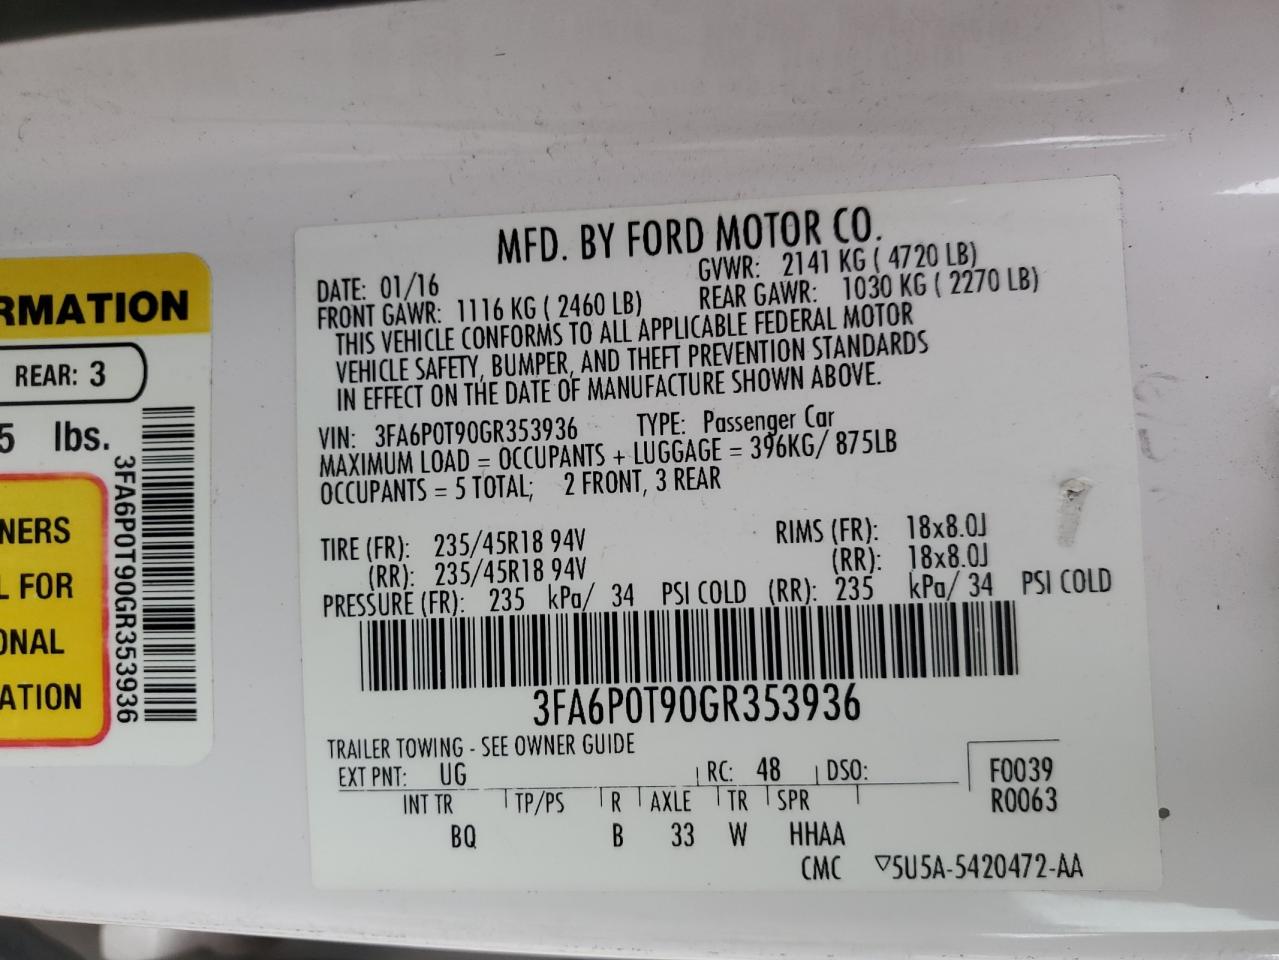 RMATION
REAR: 3
5 lbs.
NERS
L FOR
ONAL
ATION
3FA6P0T90GR353936
MFD. BY FORD MOTOR CO.
DATE: 01/16 GVWR: 2141 KG ( 4720 LB)
FRONT GAWR: 1116 KG ( 2460 LB) REAR GAWR: 1030 KG ( 2270 LB)
THIS VEHICLE CONFORMS TO ALL APPLICABLE FEDERAL MOTOR
VEHICLE SAFETY, BUMPER, AND THEFT PREVENTION STANDARDS
IN EFFECT ON THE DATE OF MANUFACTURE SHOWN ABOVE.
VIN: 3FA6P0T90GR353936 TYPE: Passenger Car
MAXIMUM LOAD = OCCUPANTS + LUGGAGE = 396KG/ 875LB
OCCUPANTS = 5 TOTAL; 2 FRONT, 3 REAR
TIRE (FR): 235/45R18 94V RIMS (FR): 18x8.0J
(RR): 235/45R18 94V (RR): 18x8.0J
PRESSURE (FR): 235 kPa/ 34 PSI COLD (RR): 235 kPa/ 34 PSI COLD
3FA6P0T90GR353936
TRAILER TOWING - SEE OWNER GUIDE
EXT PNT: UG RC: 48 DSO: F0039
INT TR TP/PS R AXLE TR SPR R0063
BQ B 33 W HHAA
CMC ▽5U5A-5420472-AA